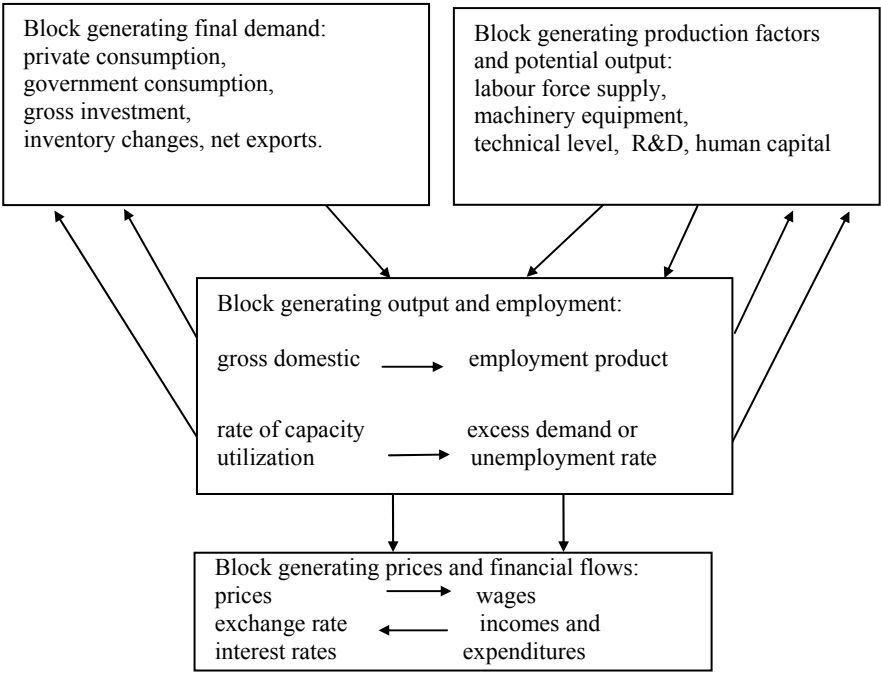 Block generating final demand:
private consumption,
government consumption,
gross investment,
inventory changes, net exports.
Block generating production factors
and potential output:
labour force supply,
machinery equipment,
technical level, R&D, human capital
Block generating output and employment:
gross domestic employment product
rate of capacity excess demand or
utilization unemployment rate
Block generating prices and financial flows:
prices wages
exchange rate incomes and
interest rates expenditures